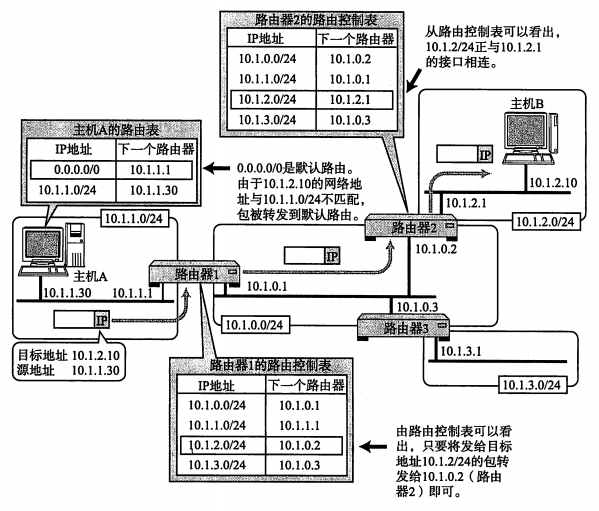 路由器2的路由控制表
IP地址 下一个路由器
10.1.0.0/24 10.1.0.2
10.1.1.0/24 10.1.0.1
10.1.2.0/24 10.1.2.1
10.1.3.0/24 10.1.0.3
从路由控制表可以看出，
10.1.2/24正与10.1.2.1
的接口相连。
主机B
IP
10.1.2.10
10.1.2.1
10.1.2.0/24
主机A的路由表
IP地址 下一个路由器
0.0.0.0/0 10.1.1.1
10.1.1.0/24 10.1.1.30
0.0.0.0/0是默认路由。
由于10.1.2.10的网络地
址与10.1.1.0/24不匹配，
包被转发到默认路由。
10.1.1.0/24
主机A
10.1.1.30
10.1.1.1
IP
目标地址 10.1.2.10
源地址 10.1.1.30
路由器1
10.1.0.1
IP
路由器2
10.1.0.2
10.1.0.3
10.1.0.0/24
路由器3
10.1.3.1
10.1.3.0/24
路由器1的路由控制表
IP地址 下一个路由器
10.1.0.0/24 10.1.0.1
10.1.1.0/24 10.1.1.1
10.1.2.0/24 10.1.0.2
10.1.3.0/24 10.1.0.3
由路由控制表可以看
出，只要将发给目标
地址10.1.2/24的包转
发给10.1.0.2（路由
器2）即可。